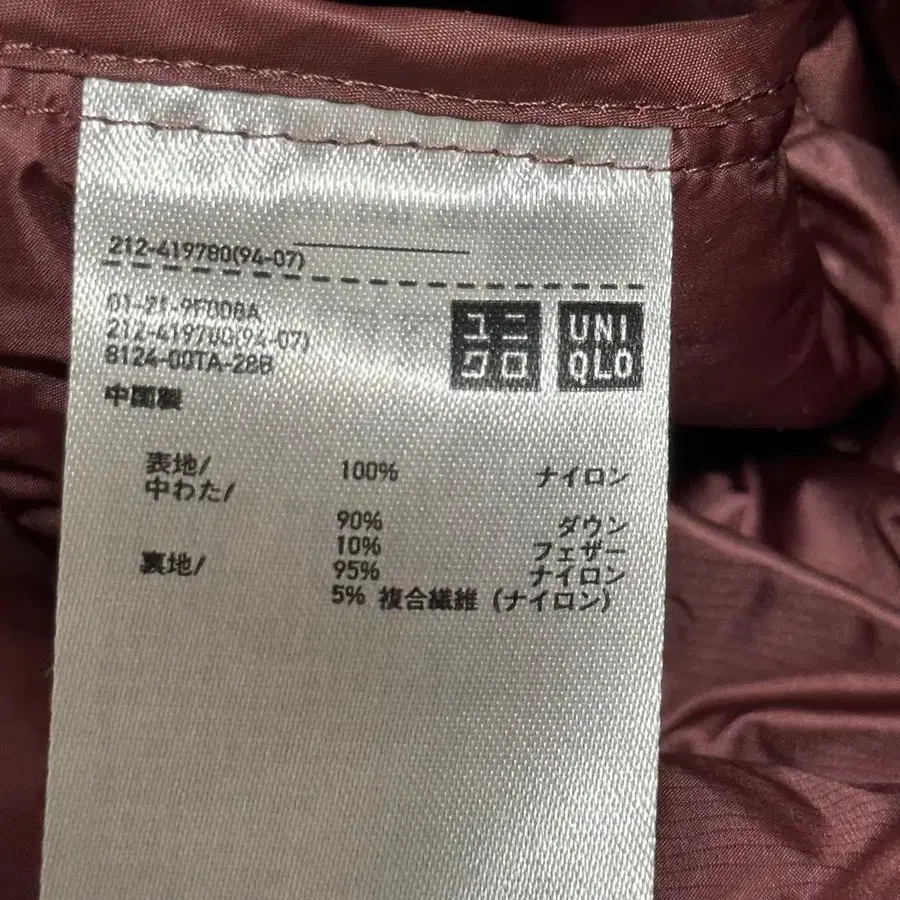 212-419780(94-07)
01-21-9F008A
212-419780(94-07)
8124-00TA-28B
中国製
ユニ
クロ
UNI
QLO
表地/ 100% ナイロン
中わた/
90% ダウン
10% フェザー
裏地/ 95% ナイロン
5% 複合繊維 (ナイロン)